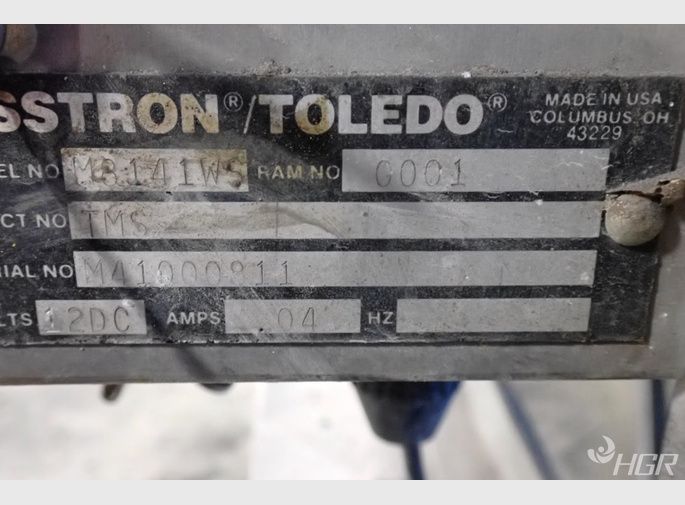 SSTRON®/TOLEDO®
MADE IN USA
COLUMBUS, OH
43229
EL NO M8141WS RAM NO 0001
CT NO TMS
RIAL NO M41000811
LTS 12DC AMPS 04 HZ
HGR